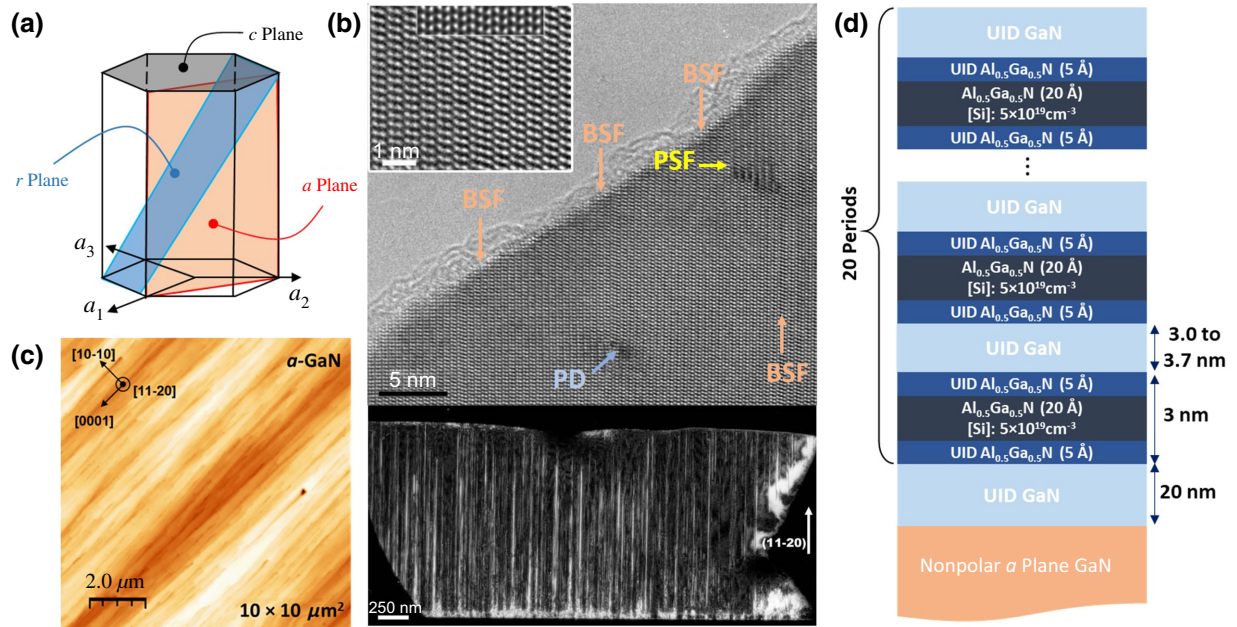 (a)
c Plane
r Plane
a Plane
a3
a1
a2
(b)
1 nm
BSF
BSF
BSF
PSF
PD
BSF
5 nm
(11-20)
250 nm
(c)
[10-10]
[11-20]
[0001]
a-GaN
2.0 μm
10 × 10 μm²
(d)
20 Periods
UID GaN
UID Al₀.₅Ga₀.₅N (5 Å)
Al₀.₅Ga₀.₅N (20 Å)
[Si]: 5×10¹⁹cm⁻³
UID Al₀.₅Ga₀.₅N (5 Å)
⋮
UID GaN
UID Al₀.₅Ga₀.₅N (5 Å)
Al₀.₅Ga₀.₅N (20 Å)
[Si]: 5×10¹⁹cm⁻³
UID Al₀.₅Ga₀.₅N (5 Å)
UID GaN
3.0 to
3.7 nm
UID Al₀.₅Ga₀.₅N (5 Å)
Al₀.₅Ga₀.₅N (20 Å)
[Si]: 5×10¹⁹cm⁻³
UID Al₀.₅Ga₀.₅N (5 Å)
3 nm
UID GaN
20 nm
Nonpolar a Plane GaN